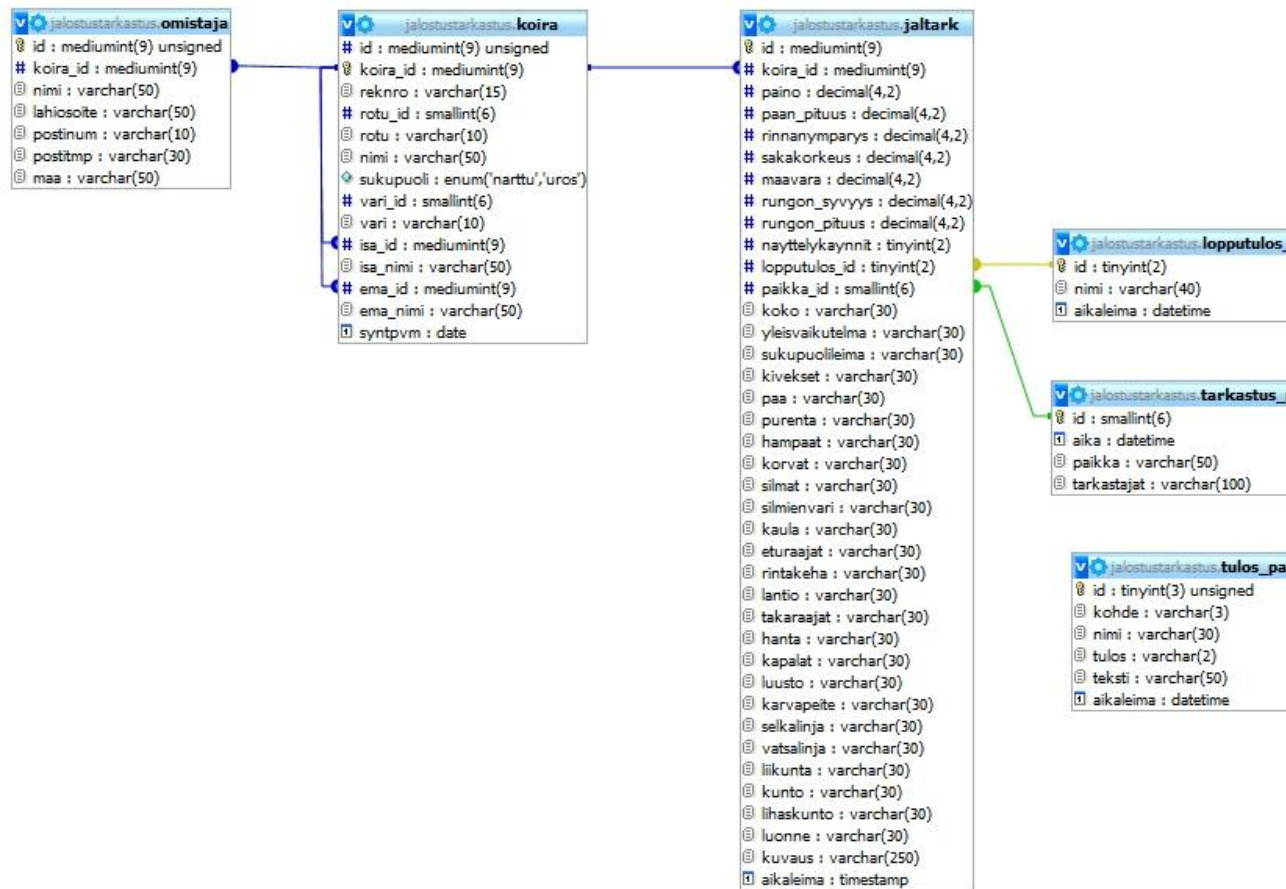 jalostustarkastus.omistaja
id : mediumint(9) unsigned
koira_id : mediumint(9)
nimi : varchar(50)
lahiosoite : varchar(50)
postinum : varchar(10)
postitmp : varchar(30)
maa : varchar(50)
jalostustarkastus.koira
id : mediumint(9) unsigned
koira_id : mediumint(9)
reknro : varchar(15)
rotu_id : smallint(6)
rotu : varchar(10)
nimi : varchar(50)
sukupuoli : enum('narttu','uros')
vari_id : smallint(6)
vari : varchar(10)
isa_id : mediumint(9)
isa_nimi : varchar(50)
ema_id : mediumint(9)
ema_nimi : varchar(50)
syntpvm : date
jalostustarkastus.jaltark
id : mediumint(9)
koira_id : mediumint(9)
paino : decimal(4,2)
paan_pituus : decimal(4,2)
rinnanymparys : decimal(4,2)
sakakorkeus : decimal(4,2)
maavara : decimal(4,2)
rungon_syvyys : decimal(4,2)
rungon_pituus : decimal(4,2)
nayttelykaynnit : tinyint(2)
lopputulos_id : tinyint(2)
paikka_id : smallint(6)
koko : varchar(30)
yleisvaikutelma : varchar(30)
sukupuolileima : varchar(30)
kivekset : varchar(30)
paa : varchar(30)
purenta : varchar(30)
hampaat : varchar(30)
korvat : varchar(30)
silmat : varchar(30)
silmienvari : varchar(30)
kaula : varchar(30)
eturaajat : varchar(30)
rintakeha : varchar(30)
lantio : varchar(30)
takaraajat : varchar(30)
hanta : varchar(30)
kapalat : varchar(30)
luusto : varchar(30)
karvapeite : varchar(30)
selkalinja : varchar(30)
vatsalinja : varchar(30)
liikunta : varchar(30)
kunto : varchar(30)
lihaskunto : varchar(30)
luonne : varchar(30)
kuvaus : varchar(250)
aikaleima : timestamp
jalostustarkastus.lopputulos_
id : tinyint(2)
nimi : varchar(40)
aikaleima : datetime
jalostustarkastus.tarkastus_
id : smallint(6)
aika : datetime
paikka : varchar(50)
tarkastajat : varchar(100)
jalostustarkastus.tulos_pa
id : tinyint(3) unsigned
kohde : varchar(3)
nimi : varchar(30)
tulos : varchar(2)
teksti : varchar(50)
aikaleima : datetime